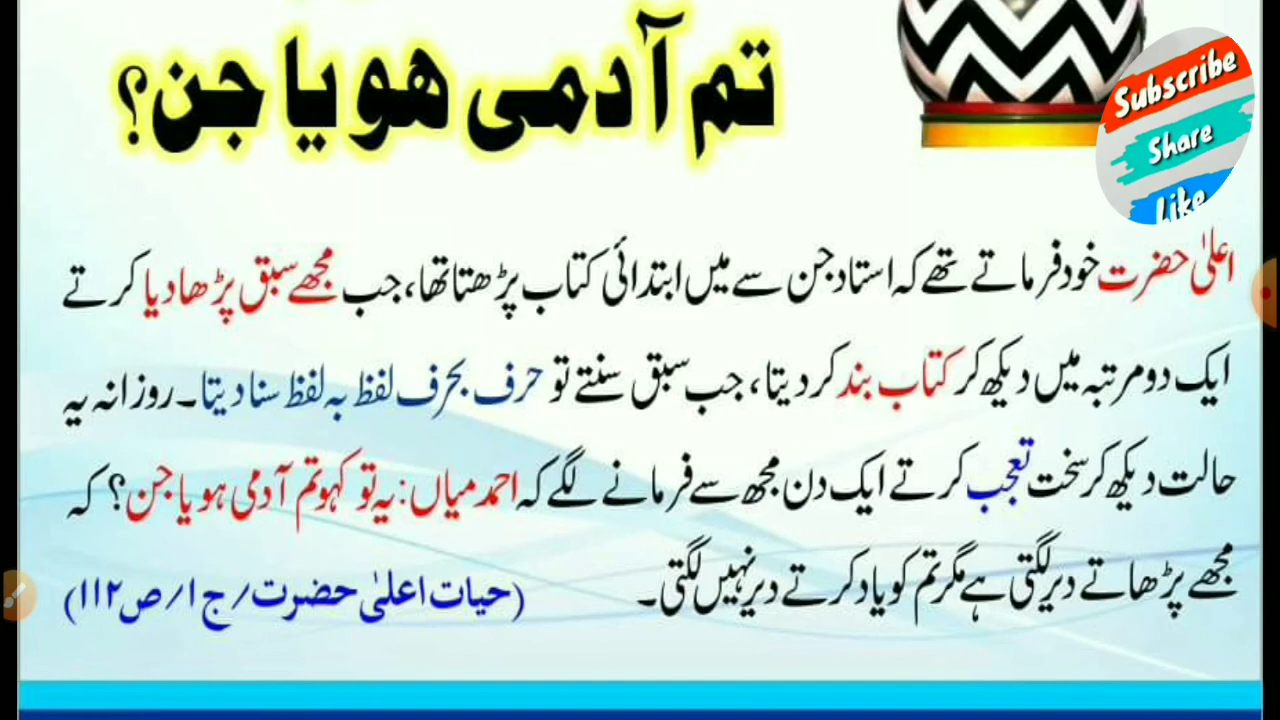 تم آدمی ھو یا جن؟
Subscribe
Share
Like
اعلیٰ حضرت خود فرماتے تھے کہ استاد جن سے میں ابتدائی کتاب پڑھتا تھا، جب مجھے سبق پڑھا دیا کرتے
ایک دو مرتبہ میں دیکھ کر کتاب بند کر دیتا، جب سبق سنتے تو حرف بحرف لفظ بہ لفظ سنا دیتا۔ روزانہ یہ
حالت دیکھ کر سخت تعجب کرتے ایک دن مجھ سے فرمانے لگے کہ احمد میاں: یہ تو کہو تم آدمی ہو یا جن؟ کہ
مجھے پڑھاتے دیر لگتی ہے مگر تم کو یاد کرتے دیر نہیں لگتی۔ (حیات اعلیٰ حضرت/ ج ۱/ ص ۱۱۲)